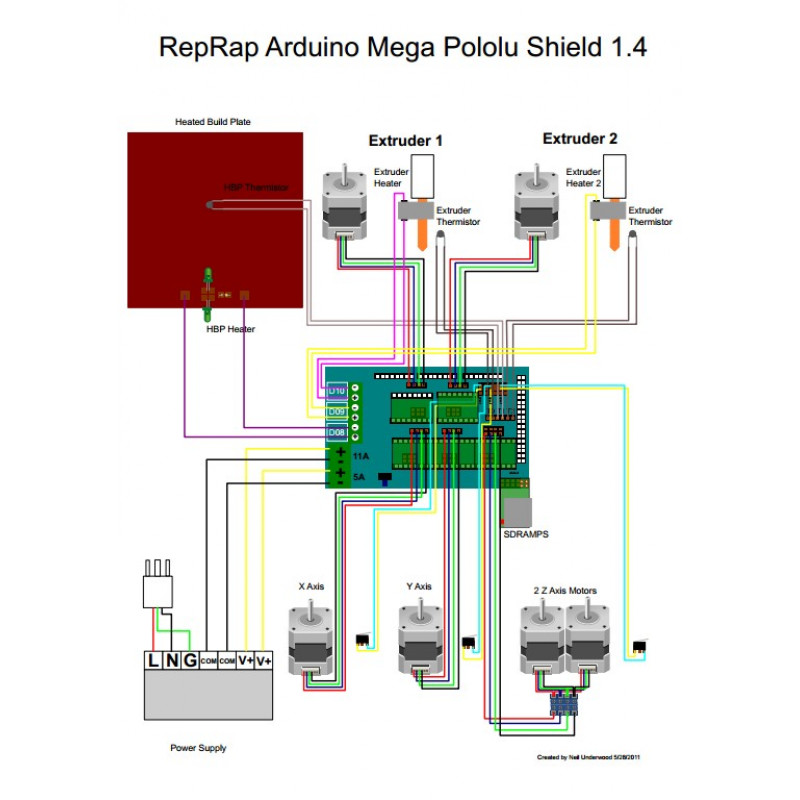 RepRap Arduino Mega Pololu Shield 1.4
Heated Build Plate
Extruder 1
Extruder 2
Extruder
Heater
Extruder
Heater 2
HBP Thermistor
Extruder
Thermistor
Extruder
Thermistor
HBP Heater
D10
D09
D08
+
-
11A
+
-
5A
SDRAMPS
X Axis
Y Axis
2 Z Axis Motors
L N G COM COM V+ V+
Power Supply
Created by Neil Underwood 5/28/2011